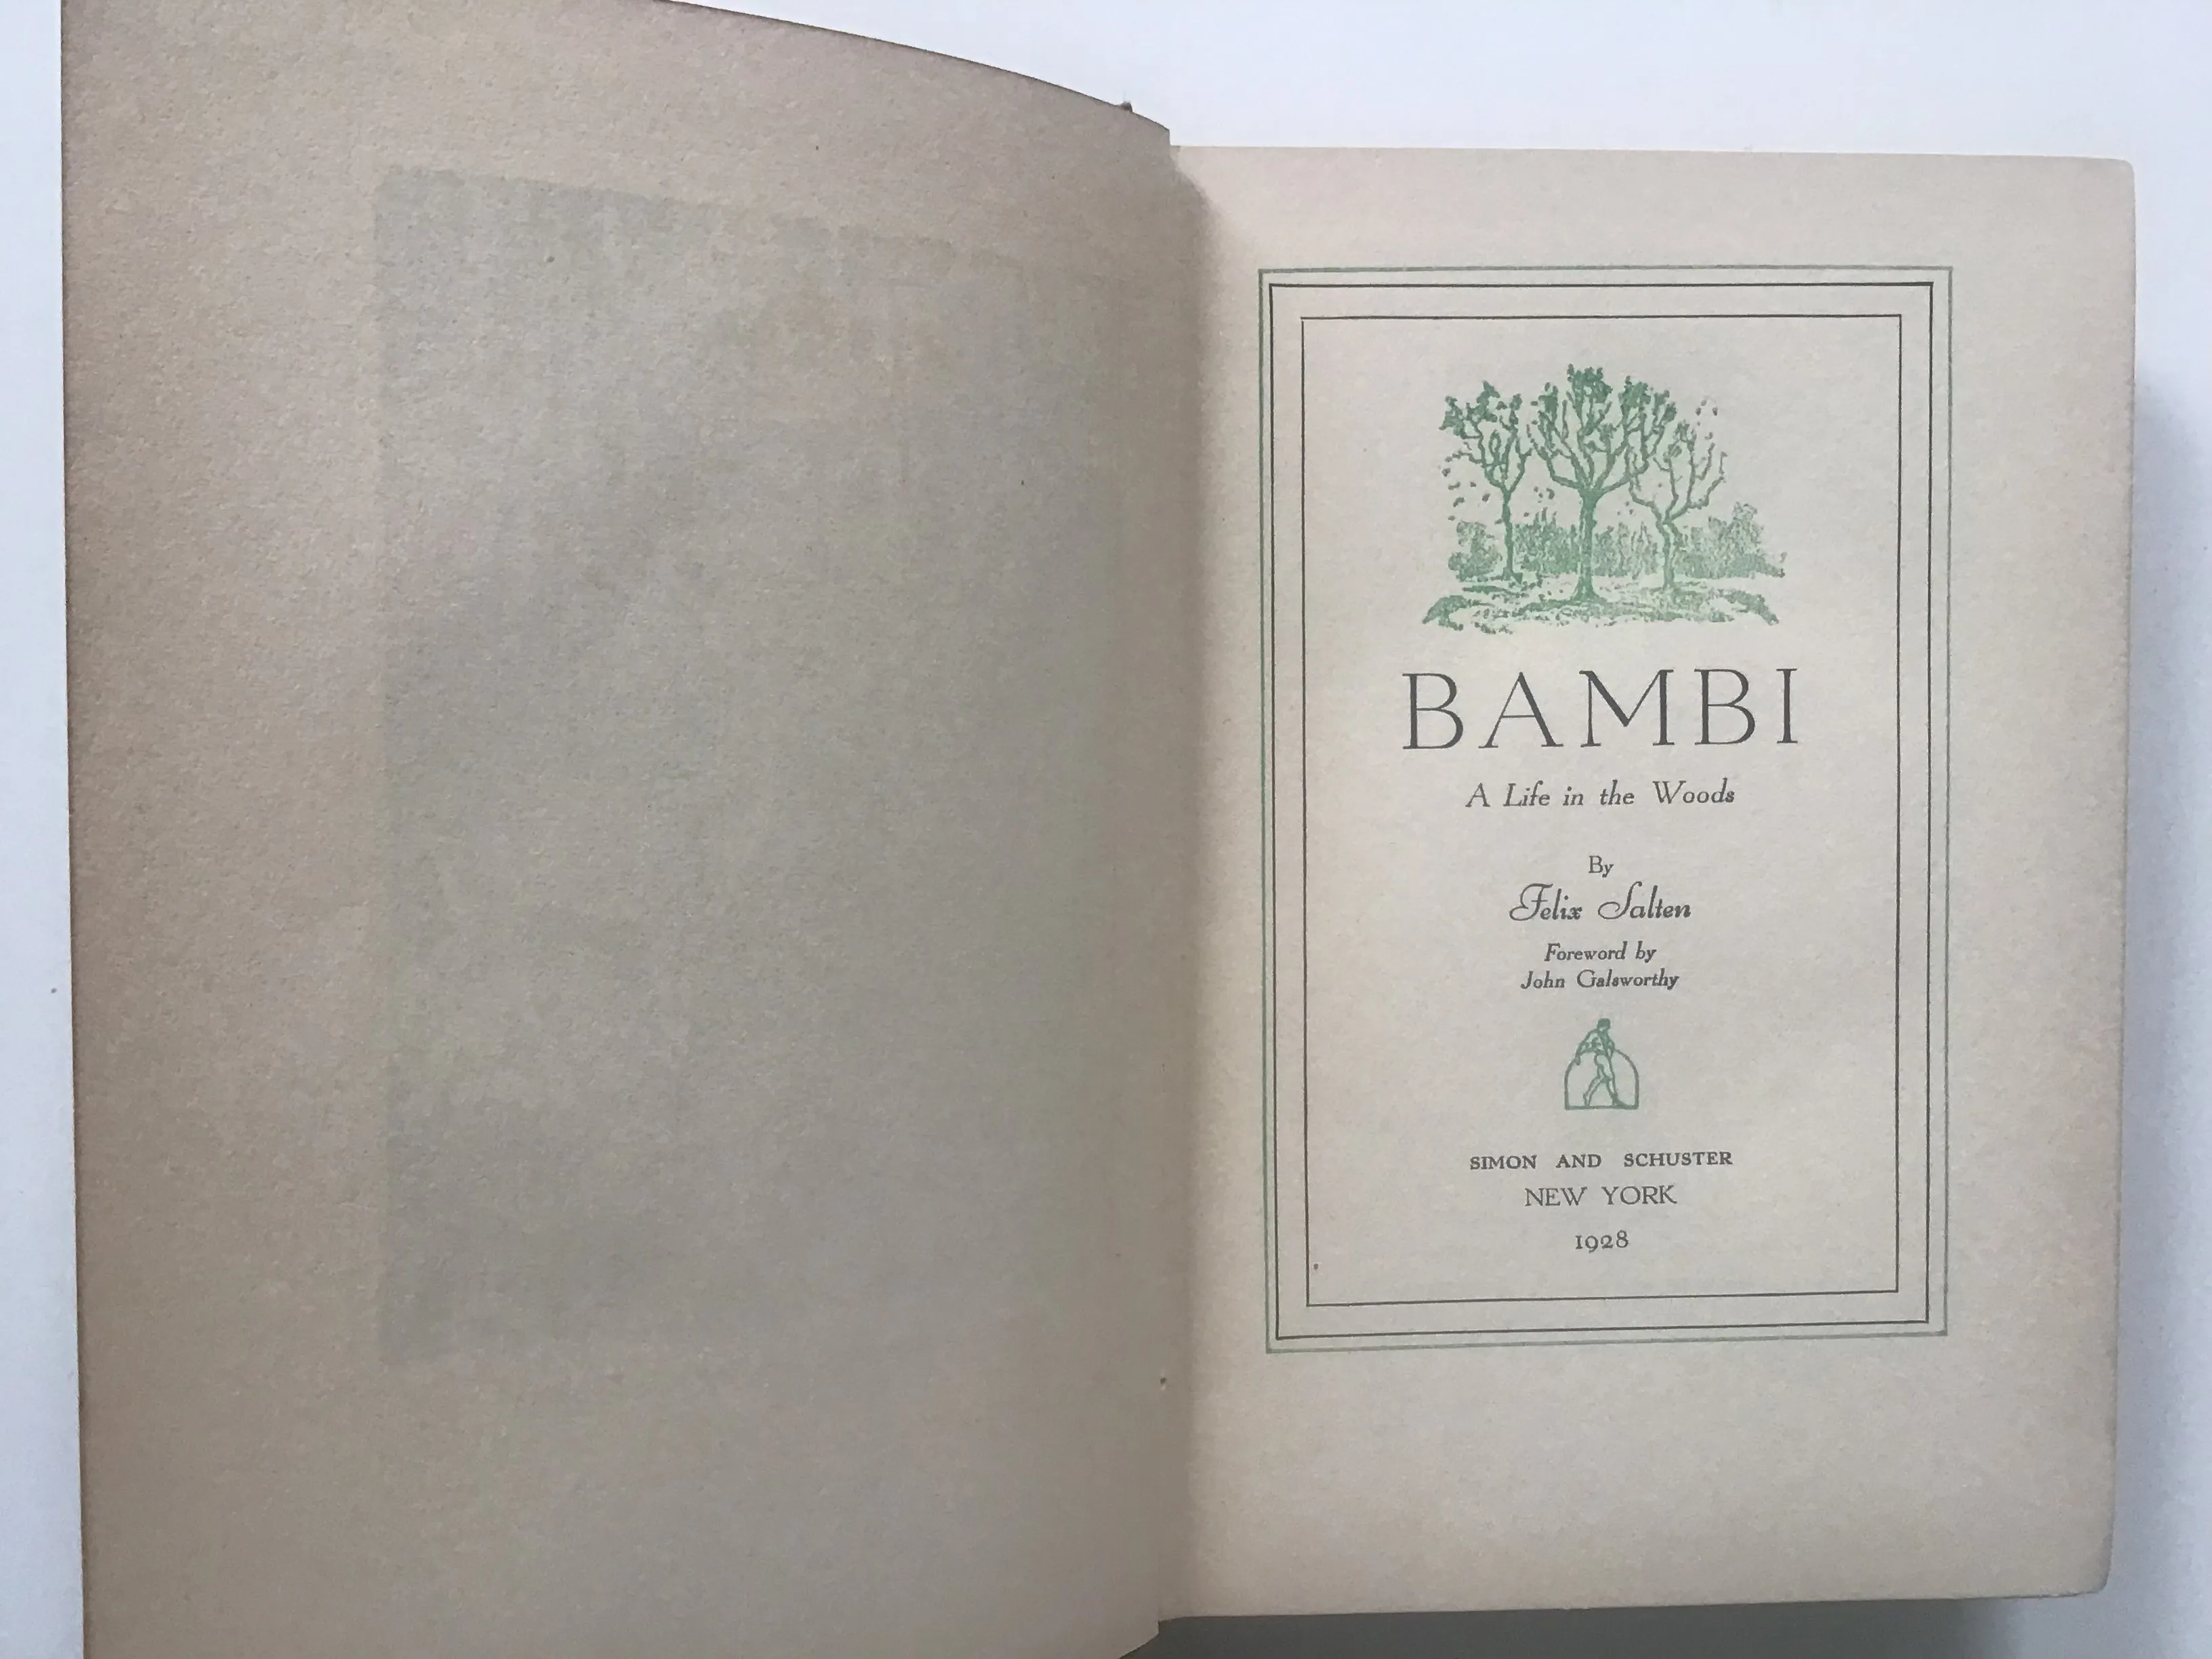 BAMBI
A Life in the Woods
By
Felix Salten
Foreword by
John Galsworthy
SIMON AND SCHUSTER
NEW YORK
1928